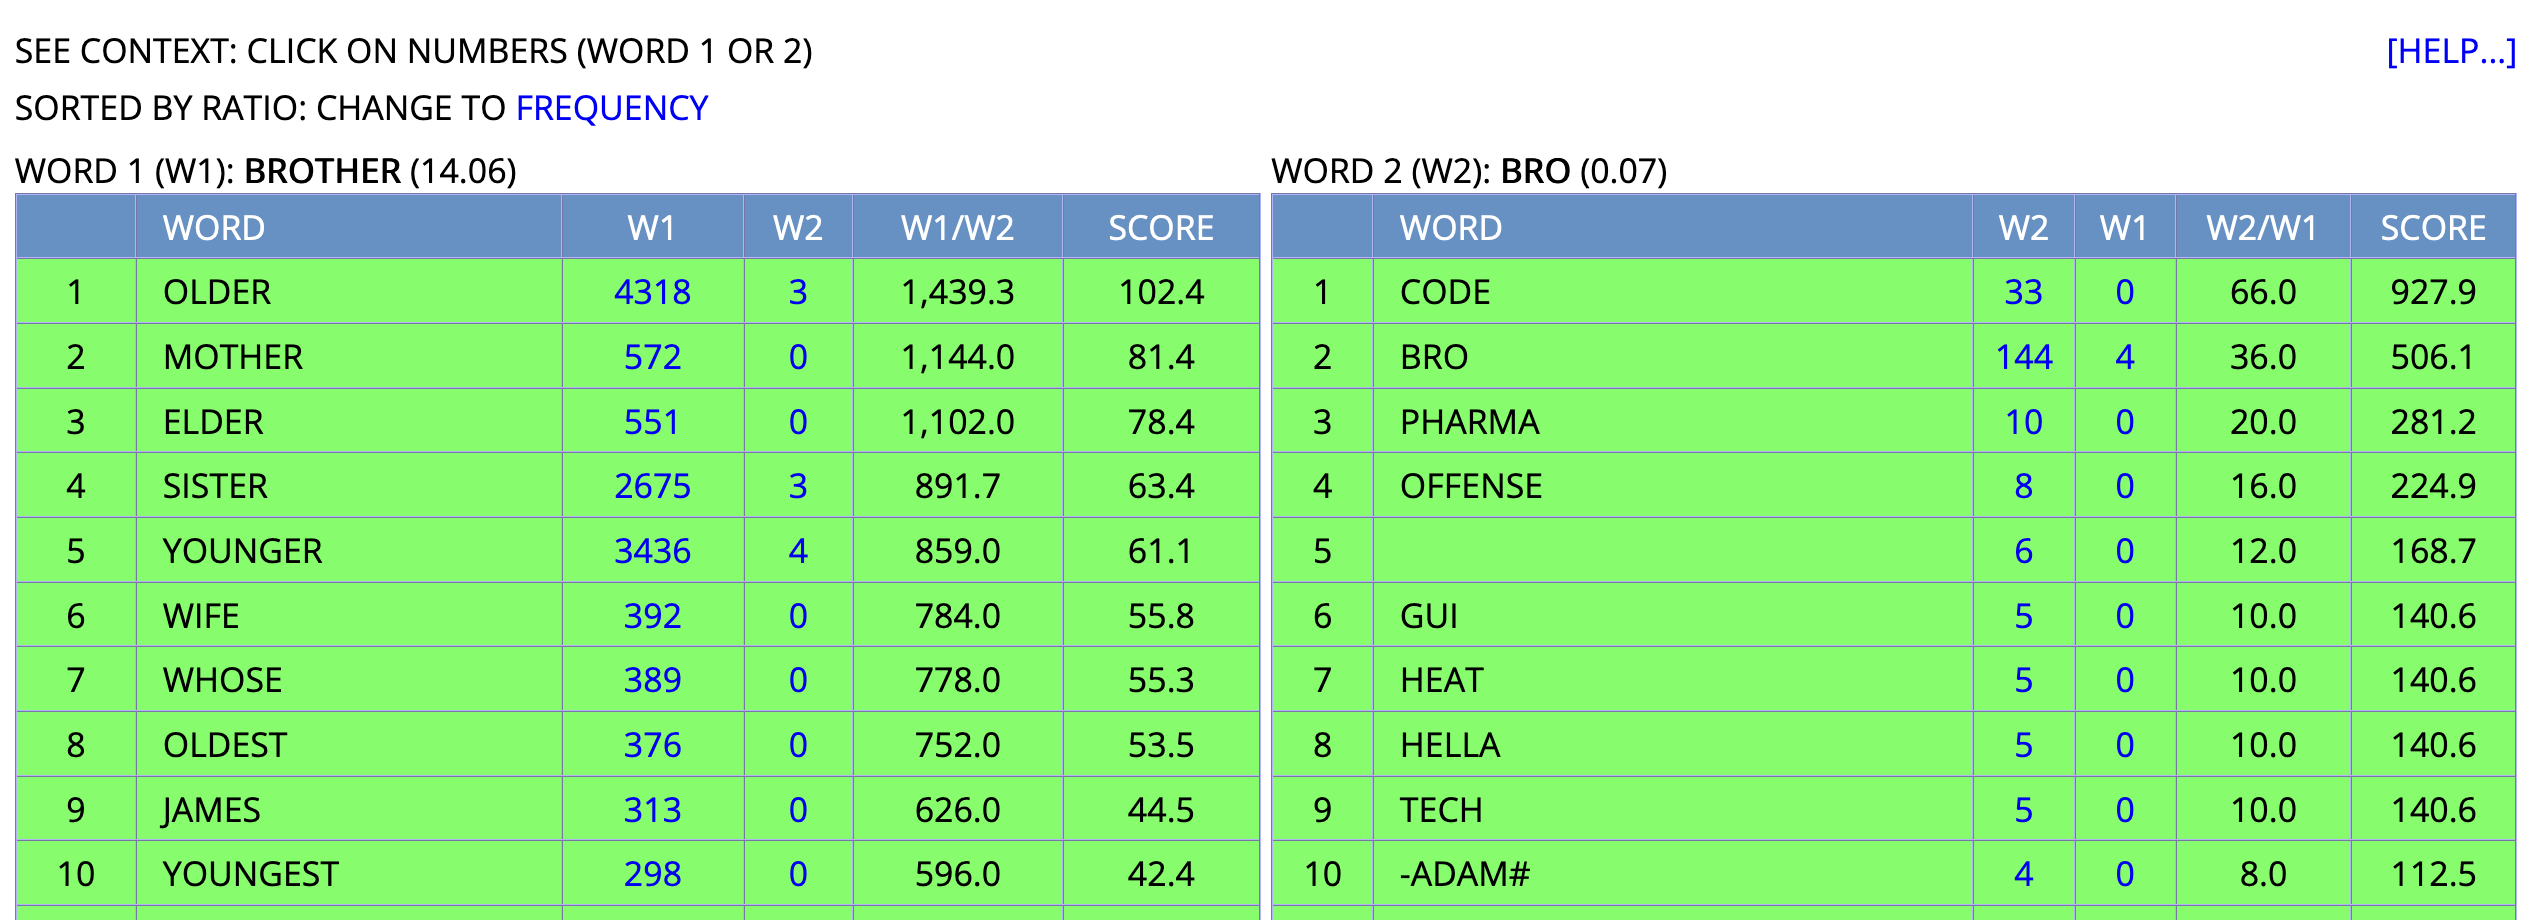 SEE CONTEXT: CLICK ON NUMBERS (WORD 1 OR 2) [HELP...]
SORTED BY RATIO: CHANGE TO FREQUENCY
WORD 1 (W1): BROTHER (14.06)
WORD W1 W2 W1/W2 SCORE
1 OLDER 4318 3 1,439.3 102.4
2 MOTHER 572 0 1,144.0 81.4
3 ELDER 551 0 1,102.0 78.4
4 SISTER 2675 3 891.7 63.4
5 YOUNGER 3436 4 859.0 61.1
6 WIFE 392 0 784.0 55.8
7 WHOSE 389 0 778.0 55.3
8 OLDEST 376 0 752.0 53.5
9 JAMES 313 0 626.0 44.5
10 YOUNGEST 298 0 596.0 42.4
WORD 2 (W2): BRO (0.07)
WORD W2 W1 W2/W1 SCORE
1 CODE 33 0 66.0 927.9
2 BRO 144 4 36.0 506.1
3 PHARMA 10 0 20.0 281.2
4 OFFENSE 8 0 16.0 224.9
5 6 0 12.0 168.7
6 GUI 5 0 10.0 140.6
7 HEAT 5 0 10.0 140.6
8 HELLA 5 0 10.0 140.6
9 TECH 5 0 10.0 140.6
10 -ADAM# 4 0 8.0 112.5